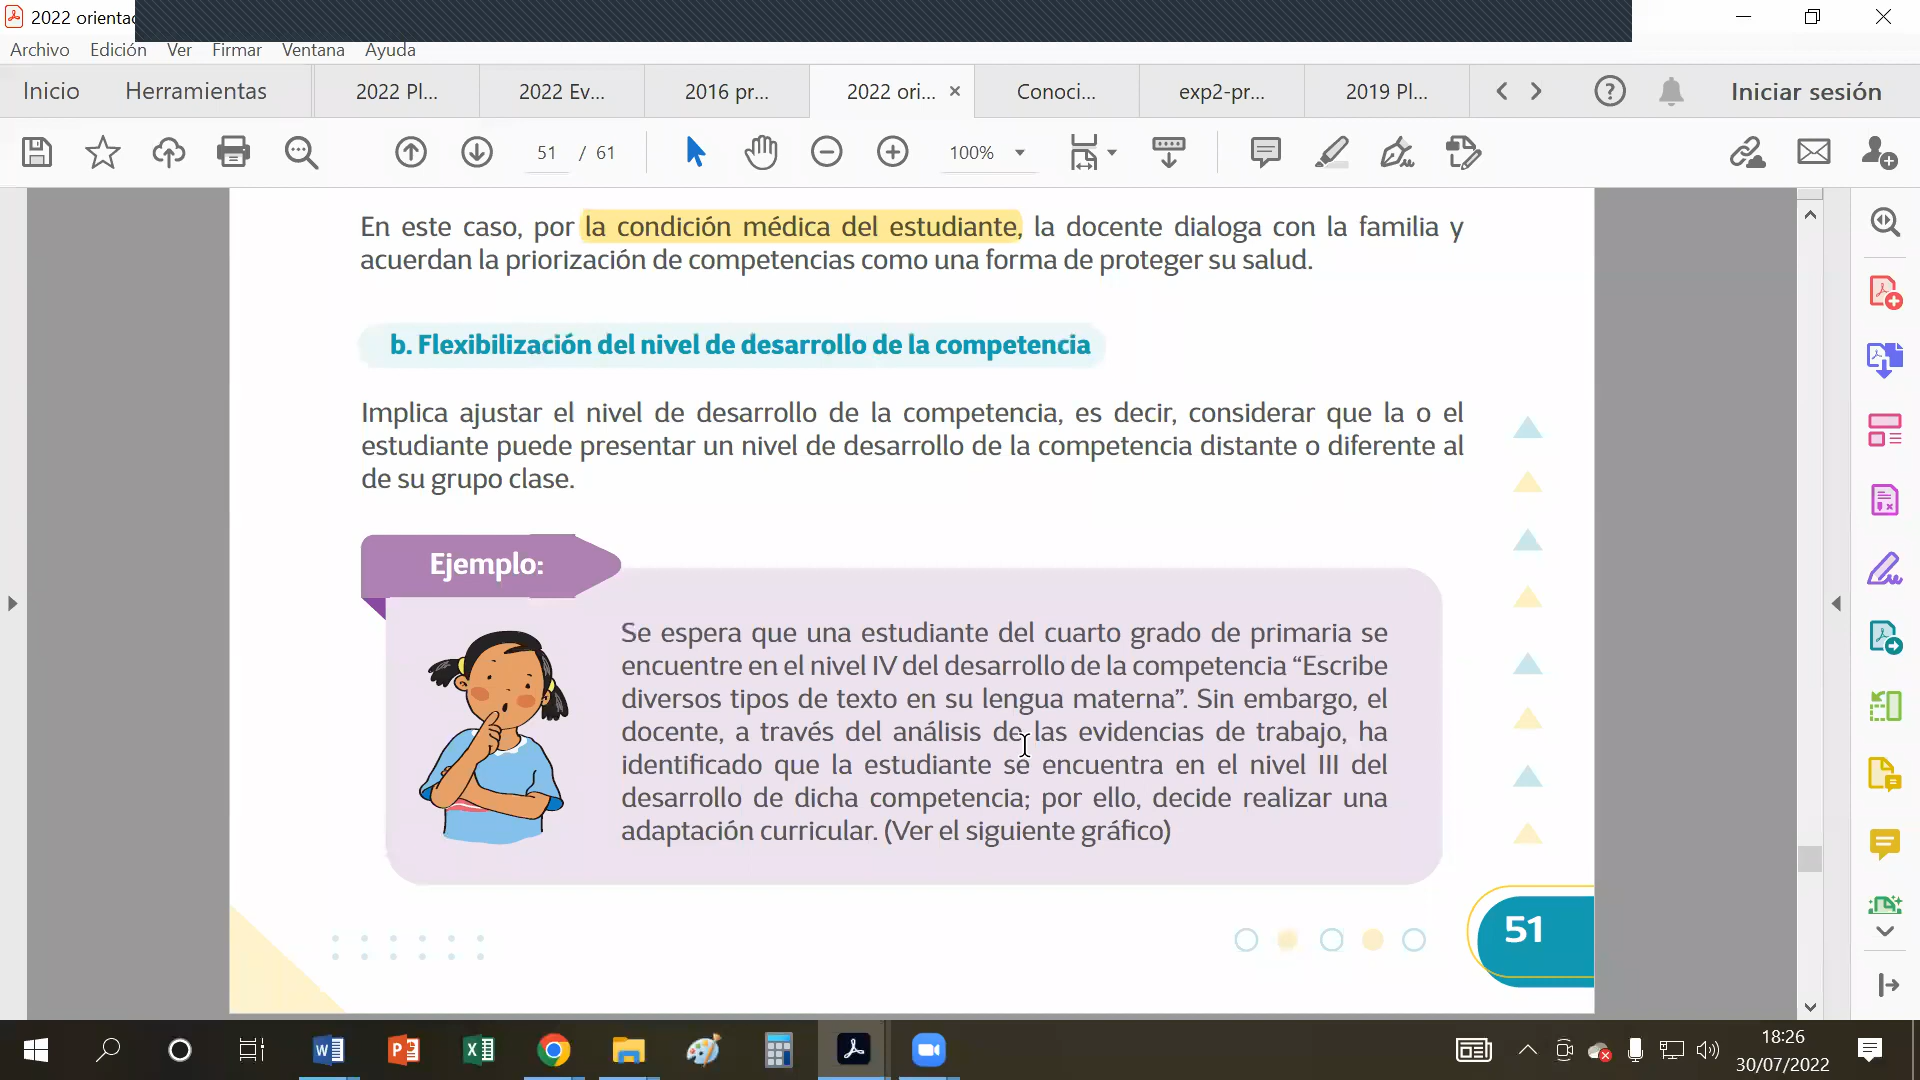 2022 orientac
Archivo Edición Ver Firmar Ventana Ayuda
Inicio Herramientas 2022 Pl... 2022 Ev... 2016 pr... 2022 ori... × Conoci... exp2-pr... 2019 Pl... Iniciar sesión
51 / 61 100%
En este caso, por la condición médica del estudiante, la docente dialoga con la familia y
acuerdan la priorización de competencias como una forma de proteger su salud.
b. Flexibilización del nivel de desarrollo de la competencia
Implica ajustar el nivel de desarrollo de la competencia, es decir, considerar que la o el
estudiante puede presentar un nivel de desarrollo de la competencia distante o diferente al
de su grupo clase.
Ejemplo:
Se espera que una estudiante del cuarto grado de primaria se
encuentre en el nivel IV del desarrollo de la competencia “Escribe
diversos tipos de texto en su lengua materna”. Sin embargo, el
docente, a través del análisis de las evidencias de trabajo, ha
identificado que la estudiante se encuentra en el nivel III del
desarrollo de dicha competencia; por ello, decide realizar una
adaptación curricular. (Ver el siguiente gráfico)
51
18:26
30/07/2022